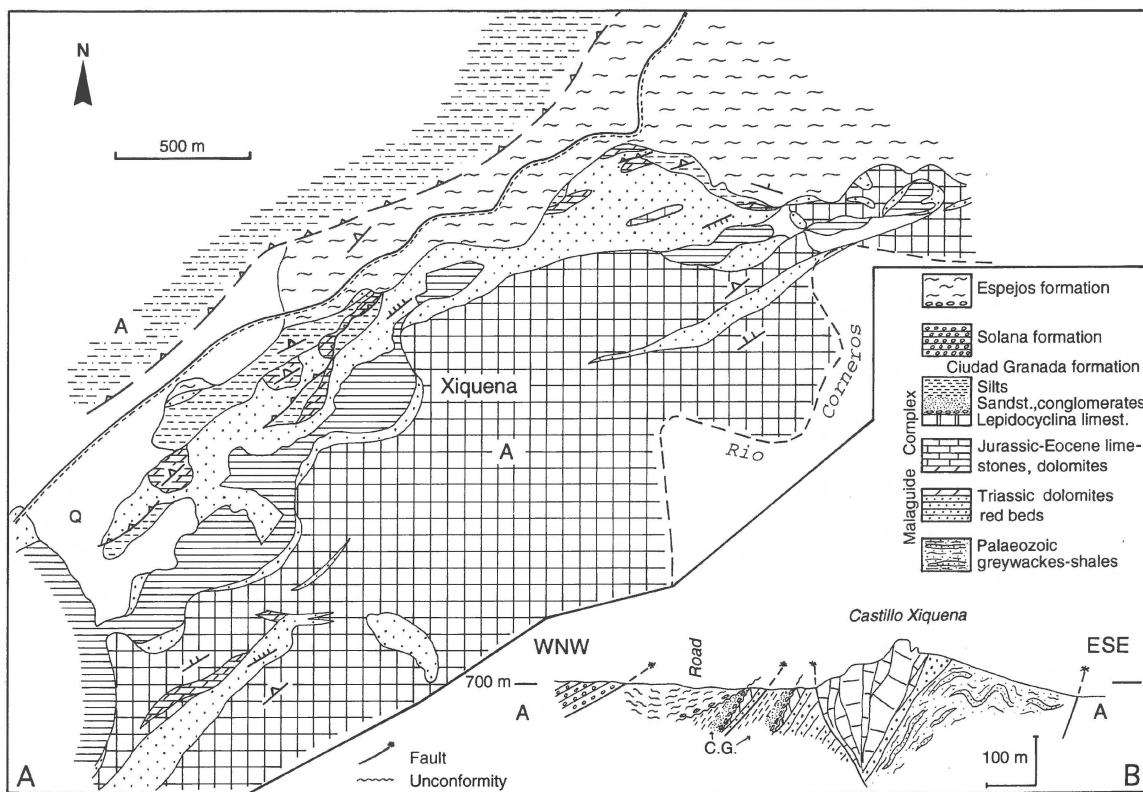 N
500 m
A
Xiquena
A
Corneros
Río
Q
Espejos formation
Solana formation
Ciudad Granada formation
Silts
Sandst.,conglomerates
Lepidocyclina limest.
Jurassic-Eocene lime-
stones, dolomites
Triassic dolomites
red beds
Palaeozoic
greywackes-shales
Malaguide Complex
Castillo Xiquena
WNW
Road
ESE
700 m
A
A
C.G.
100 m
Fault
Unconformity
A
B